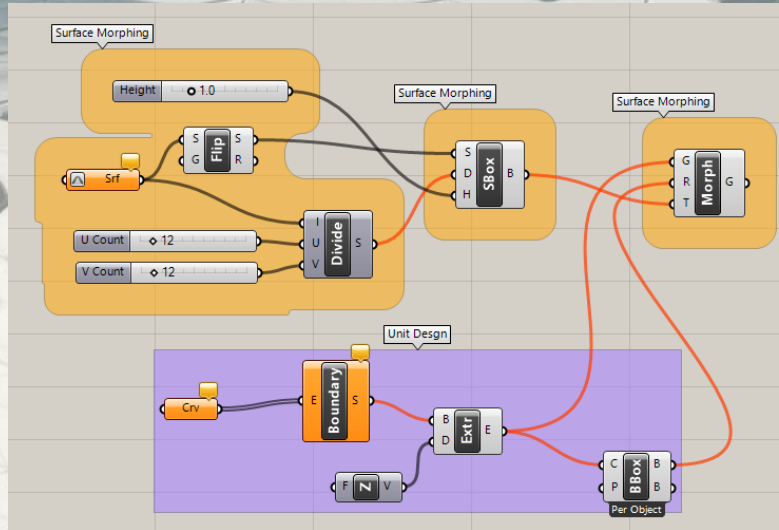 Surface Morphing
Height 1.0
S Flip S
G R
Srf
U Count 12
V Count 12
I Divide S
U
V
Surface Morphing
S SBox B
D
H
Surface Morphing
G Morph G
R
T
Unit Desgn
Crv
E Boundary S
B Extr E
D
F Z V
C BBox B
P B
Per Object